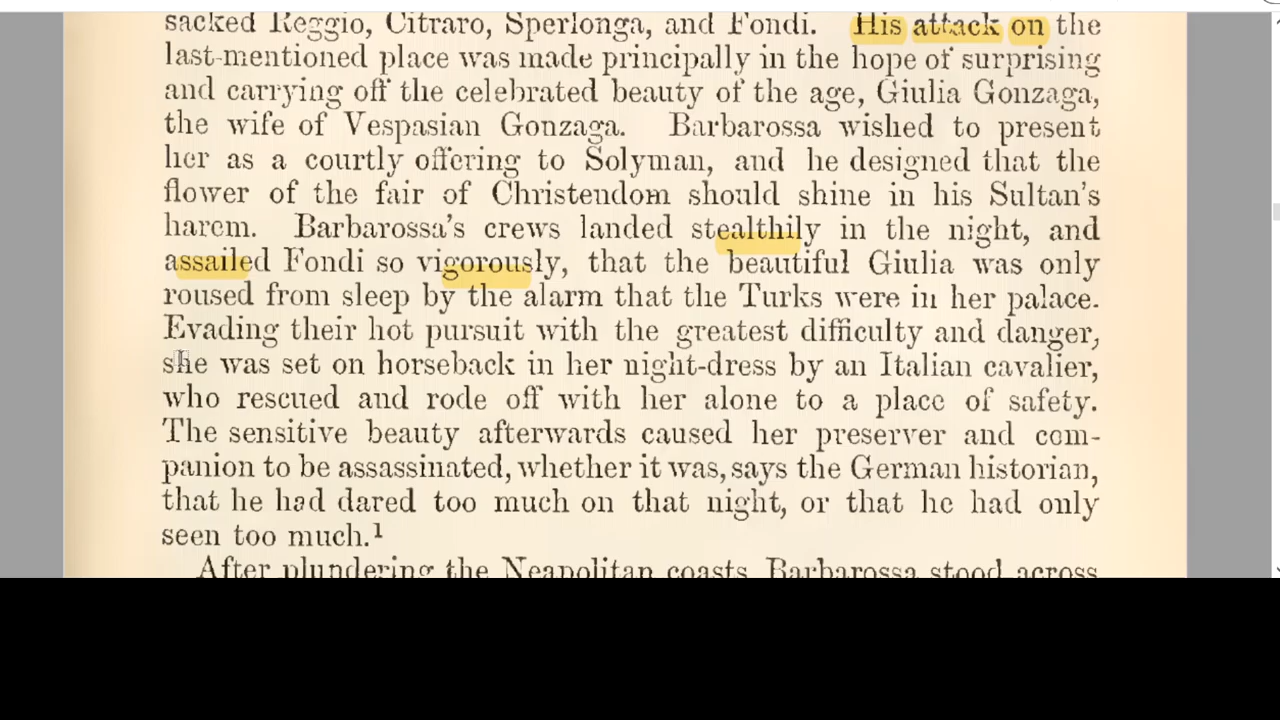 sacked Reggio, Citraro, Sperlonga, and Fondi. His attack on the
last-mentioned place was made principally in the hope of surprising
and carrying off the celebrated beauty of the age, Giulia Gonzaga,
the wife of Vespasian Gonzaga. Barbarossa wished to present
her as a courtly offering to Solyman, and he designed that the
flower of the fair of Christendom should shine in his Sultan's
harem. Barbarossa's crews landed stealthily in the night, and
assailed Fondi so vigorously, that the beautiful Giulia was only
roused from sleep by the alarm that the Turks were in her palace.
Evading their hot pursuit with the greatest difficulty and danger,
she was set on horseback in her night-dress by an Italian cavalier,
who rescued and rode off with her alone to a place of safety.
The sensitive beauty afterwards caused her preserver and com-
panion to be assassinated, whether it was, says the German historian,
that he had dared too much on that night, or that he had only
seen too much.¹
After plundering the Neapolitan coasts Barbarossa stood across